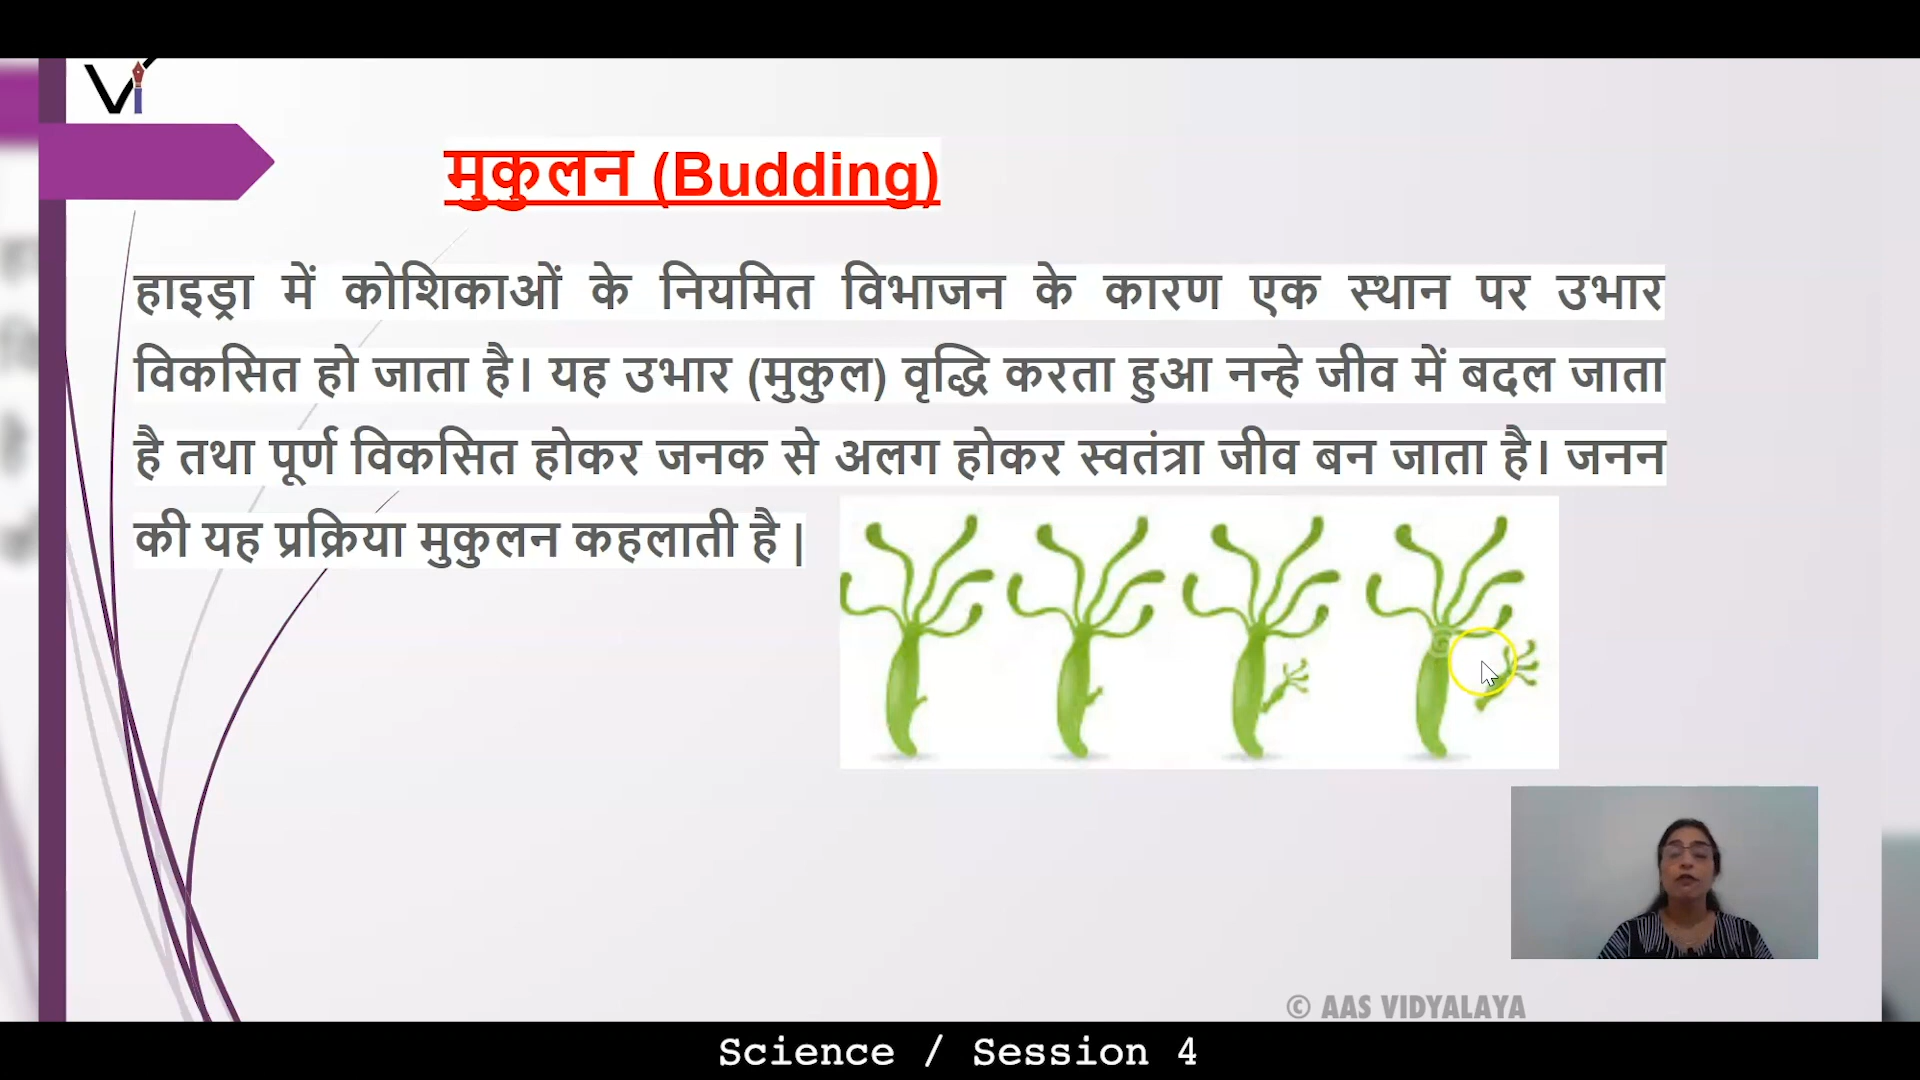 Vi
मुकुलन (Budding)
हाइड्रा में कोशिकाओं के नियमित विभाजन के कारण एक स्थान पर उभार
विकसित हो जाता है। यह उभार (मुकुल) वृद्धि करता हुआ नन्हे जीव में बदल जाता
है तथा पूर्ण विकसित होकर जनक से अलग होकर स्वतंत्रा जीव बन जाता है। जनन
की यह प्रक्रिया मुकुलन कहलाती है |
© AAS VIDYALAYA
Science / Session 4